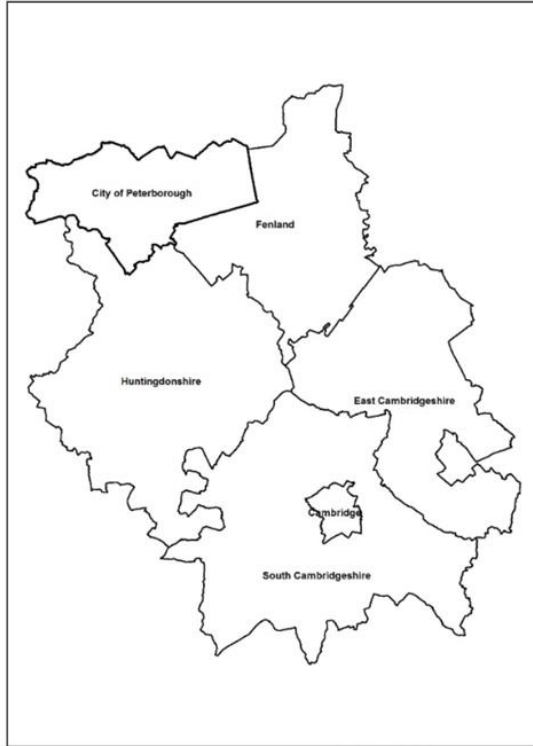 City of Peterborough
Fenland
Huntingdonshire
East Cambridgeshire
Cambridge
South Cambridgeshire